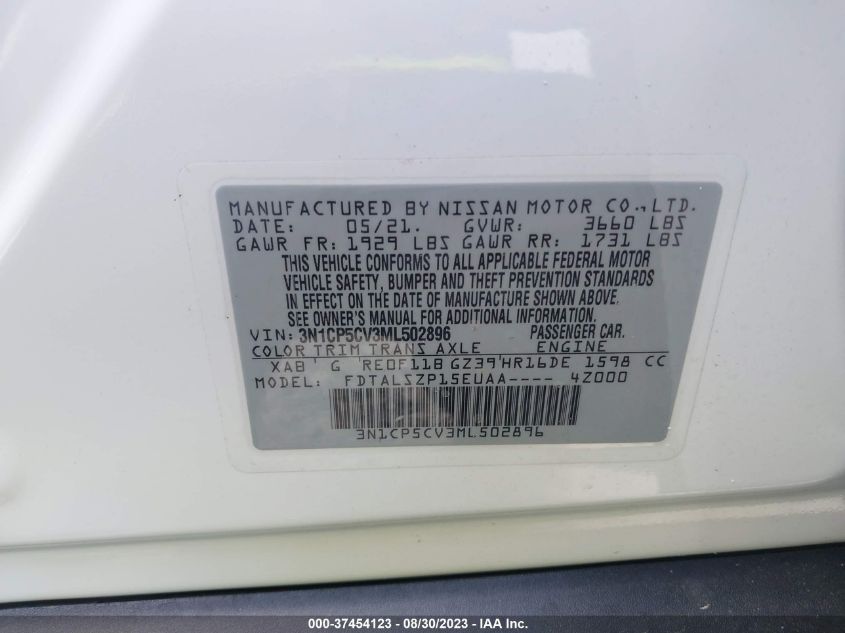 MANUFACTURED BY NISSAN MOTOR CO., LTD.
DATE: 05/21. GVWR: 3660 LBS
GAWR FR: 1929 LBS GAWR RR: 1731 LBS
THIS VEHICLE CONFORMS TO ALL APPLICABLE FEDERAL MOTOR
VEHICLE SAFETY, BUMPER AND THEFT PREVENTION STANDARDS
IN EFFECT ON THE DATE OF MANUFACTURE SHOWN ABOVE.
SEE OWNER'S MANUAL FOR ADDITIONAL INFORMATION.
VIN: 3N1CP5CV3ML502896 PASSENGER CAR.
COLOR TRIM TRANS AXLE ENGINE
XAB G RE0F11B GZ39 HR16DE 1598 CC
MODEL: FDTALSZP15EUAA---- 4Z000
3N1CP5CV3ML502896
000-37454123 - 08/30/2023 - Copyright © IAA, Inc.